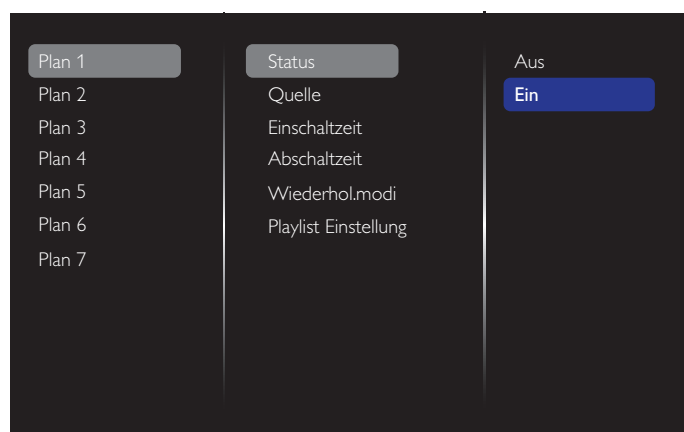 Plan 1
Plan 2
Plan 3
Plan 4
Plan 5
Plan 6
Plan 7
Status
Quelle
Einschaltzeit
Abschaltzeit
Wiederhol.modi
Playlist Einstellung
Aus
Ein